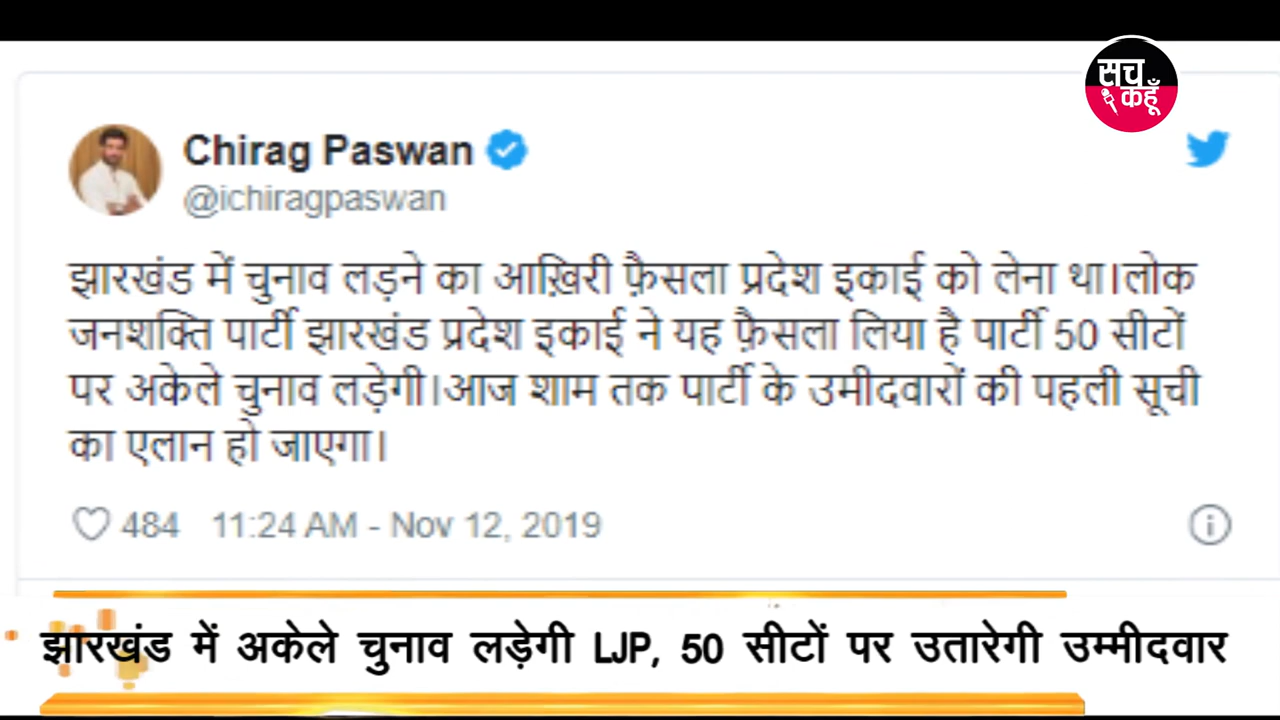 सच
कहूँ
Chirag Paswan
@ichiragpaswan
झारखंड में चुनाव लड़ने का आख़िरी फ़ैसला प्रदेश इकाई को लेना था।लोक
जनशक्ति पार्टी झारखंड प्रदेश इकाई ने यह फ़ैसला लिया है पार्टी 50 सीटों
पर अकेले चुनाव लड़ेगी।आज शाम तक पार्टी के उमीदवारों की पहली सूची
का एलान हो जाएगा।
484 11:24 AM - Nov 12, 2019
झारखंड में अकेले चुनाव लड़ेगी LJP, 50 सीटों पर उतारेगी उम्मीदवार